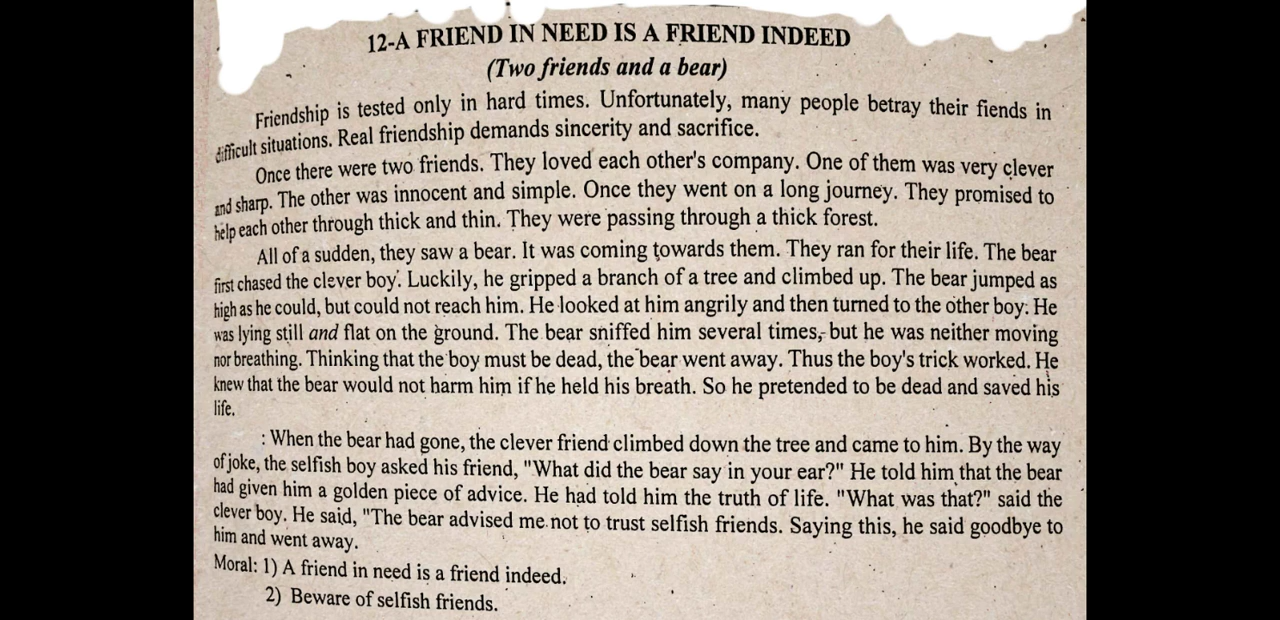 12-A FRIEND IN NEED IS A FRIEND INDEED
(Two friends and a bear)
Friendship is tested only in hard times. Unfortunately, many people betray their fiends in
difficult situations. Real friendship demands sincerity and sacrifice.
Once there were two friends. They loved each other's company. One of them was very clever
and sharp. The other was innocent and simple. Once they went on a long journey. They promised to
help each other through thick and thin. They were passing through a thick forest.
All of a sudden, they saw a bear. It was coming towards them. They ran for their life. The bear
first chased the clever boy. Luckily, he gripped a branch of a tree and climbed up. The bear jumped as
high as he could, but could not reach him. He looked at him angrily and then turned to the other boy. He
was lying still and flat on the ground. The bear sniffed him several times, but he was neither moving
nor breathing. Thinking that the boy must be dead, the bear went away. Thus the boy's trick worked. He
knew that the bear would not harm him if he held his breath. So he pretended to be dead and saved his
life.
: When the bear had gone, the clever friend climbed down the tree and came to him. By the way
of joke, the selfish boy asked his friend, "What did the bear say in your ear?" He told him that the bear
had given him a golden piece of advice. He had told him the truth of life. "What was that?" said the
clever boy. He said, "The bear advised me not to trust selfish friends. Saying this, he said goodbye to
him and went away.
Moral: 1) A friend in need is a friend indeed.
2) Beware of selfish friends.